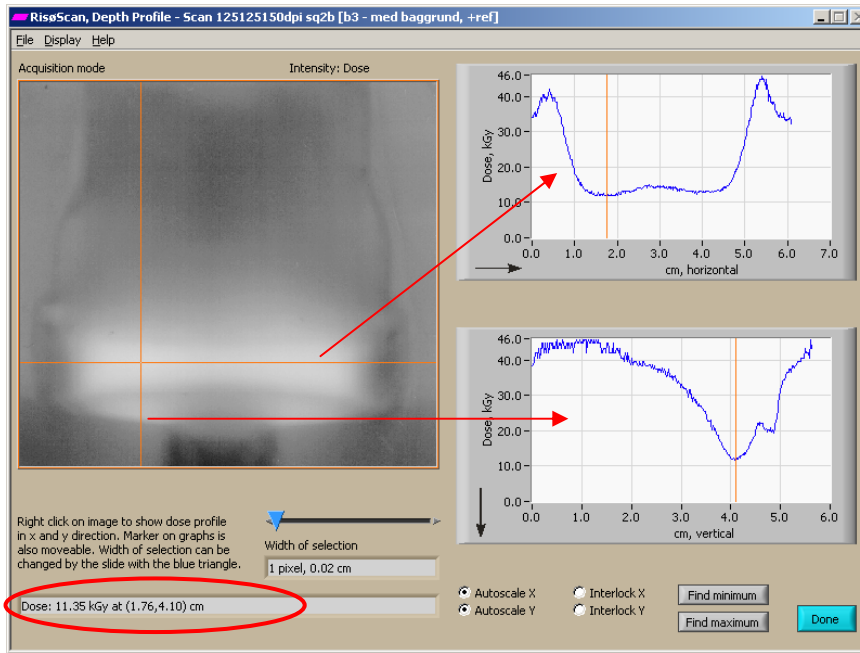 RisøScan, Depth Profile - Scan 125125150dpi sq2b [b3 - med baggrund, +ref]
File Display Help
Acquisition mode
Intensity: Dose
46.0
40.0
30.0
20.0
10.0
0.0
Dose, kGy
0.0 1.0 2.0 3.0 4.0 5.0 6.0 7.0
cm, horizontal
46.0
40.0
30.0
20.0
10.0
0.0
Dose, kGy
0.0 1.0 2.0 3.0 4.0 5.0 6.0
cm, vertical
Right click on image to show dose profile
in x and y direction. Marker on graphs is
also moveable. Width of selection can be
changed by the slide with the blue triangle.
Width of selection
1 pixel, 0.02 cm
Dose: 11.35 kGy at (1.76,4.10) cm
Autoscale X
Interlock X
Find minimum
Autoscale Y
Interlock Y
Find maximum
Done